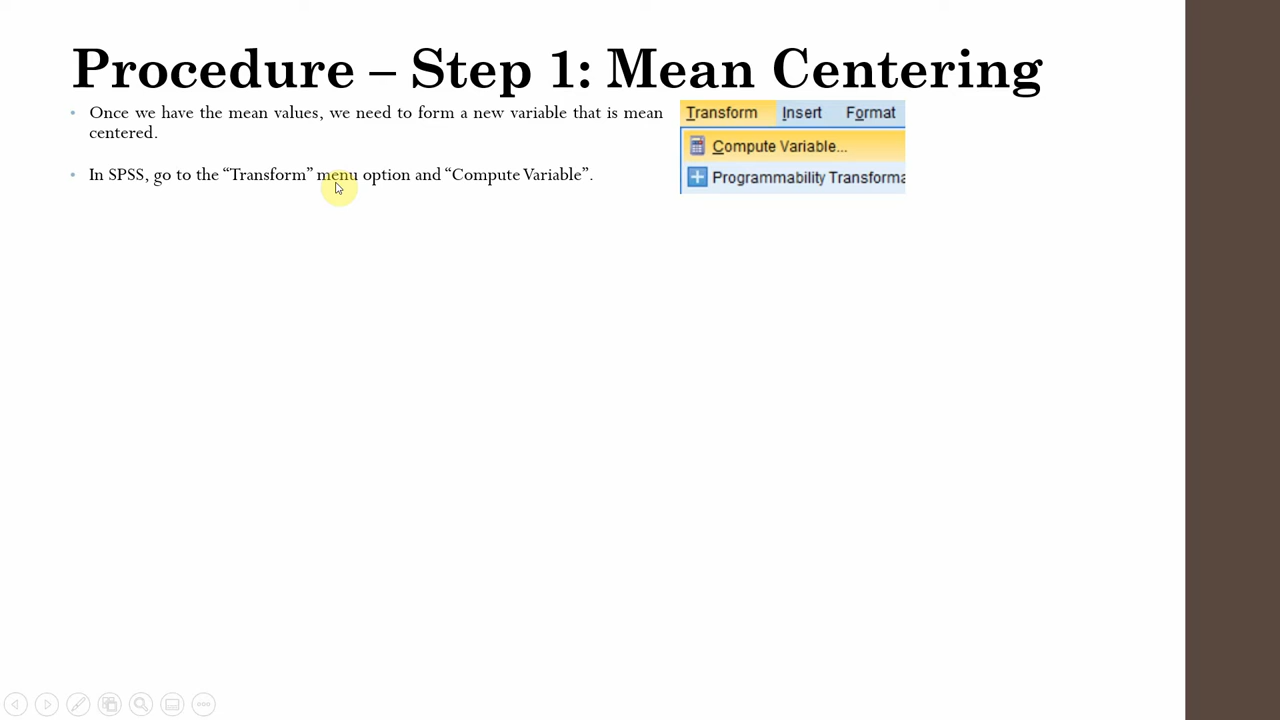 Procedure – Step 1: Mean Centering
• Once we have the mean values, we need to form a new variable that is mean
centered.
• In SPSS, go to the “Transform” menu option and “Compute Variable”.
Transform Insert Format
Compute Variable...
Programmability Transforma